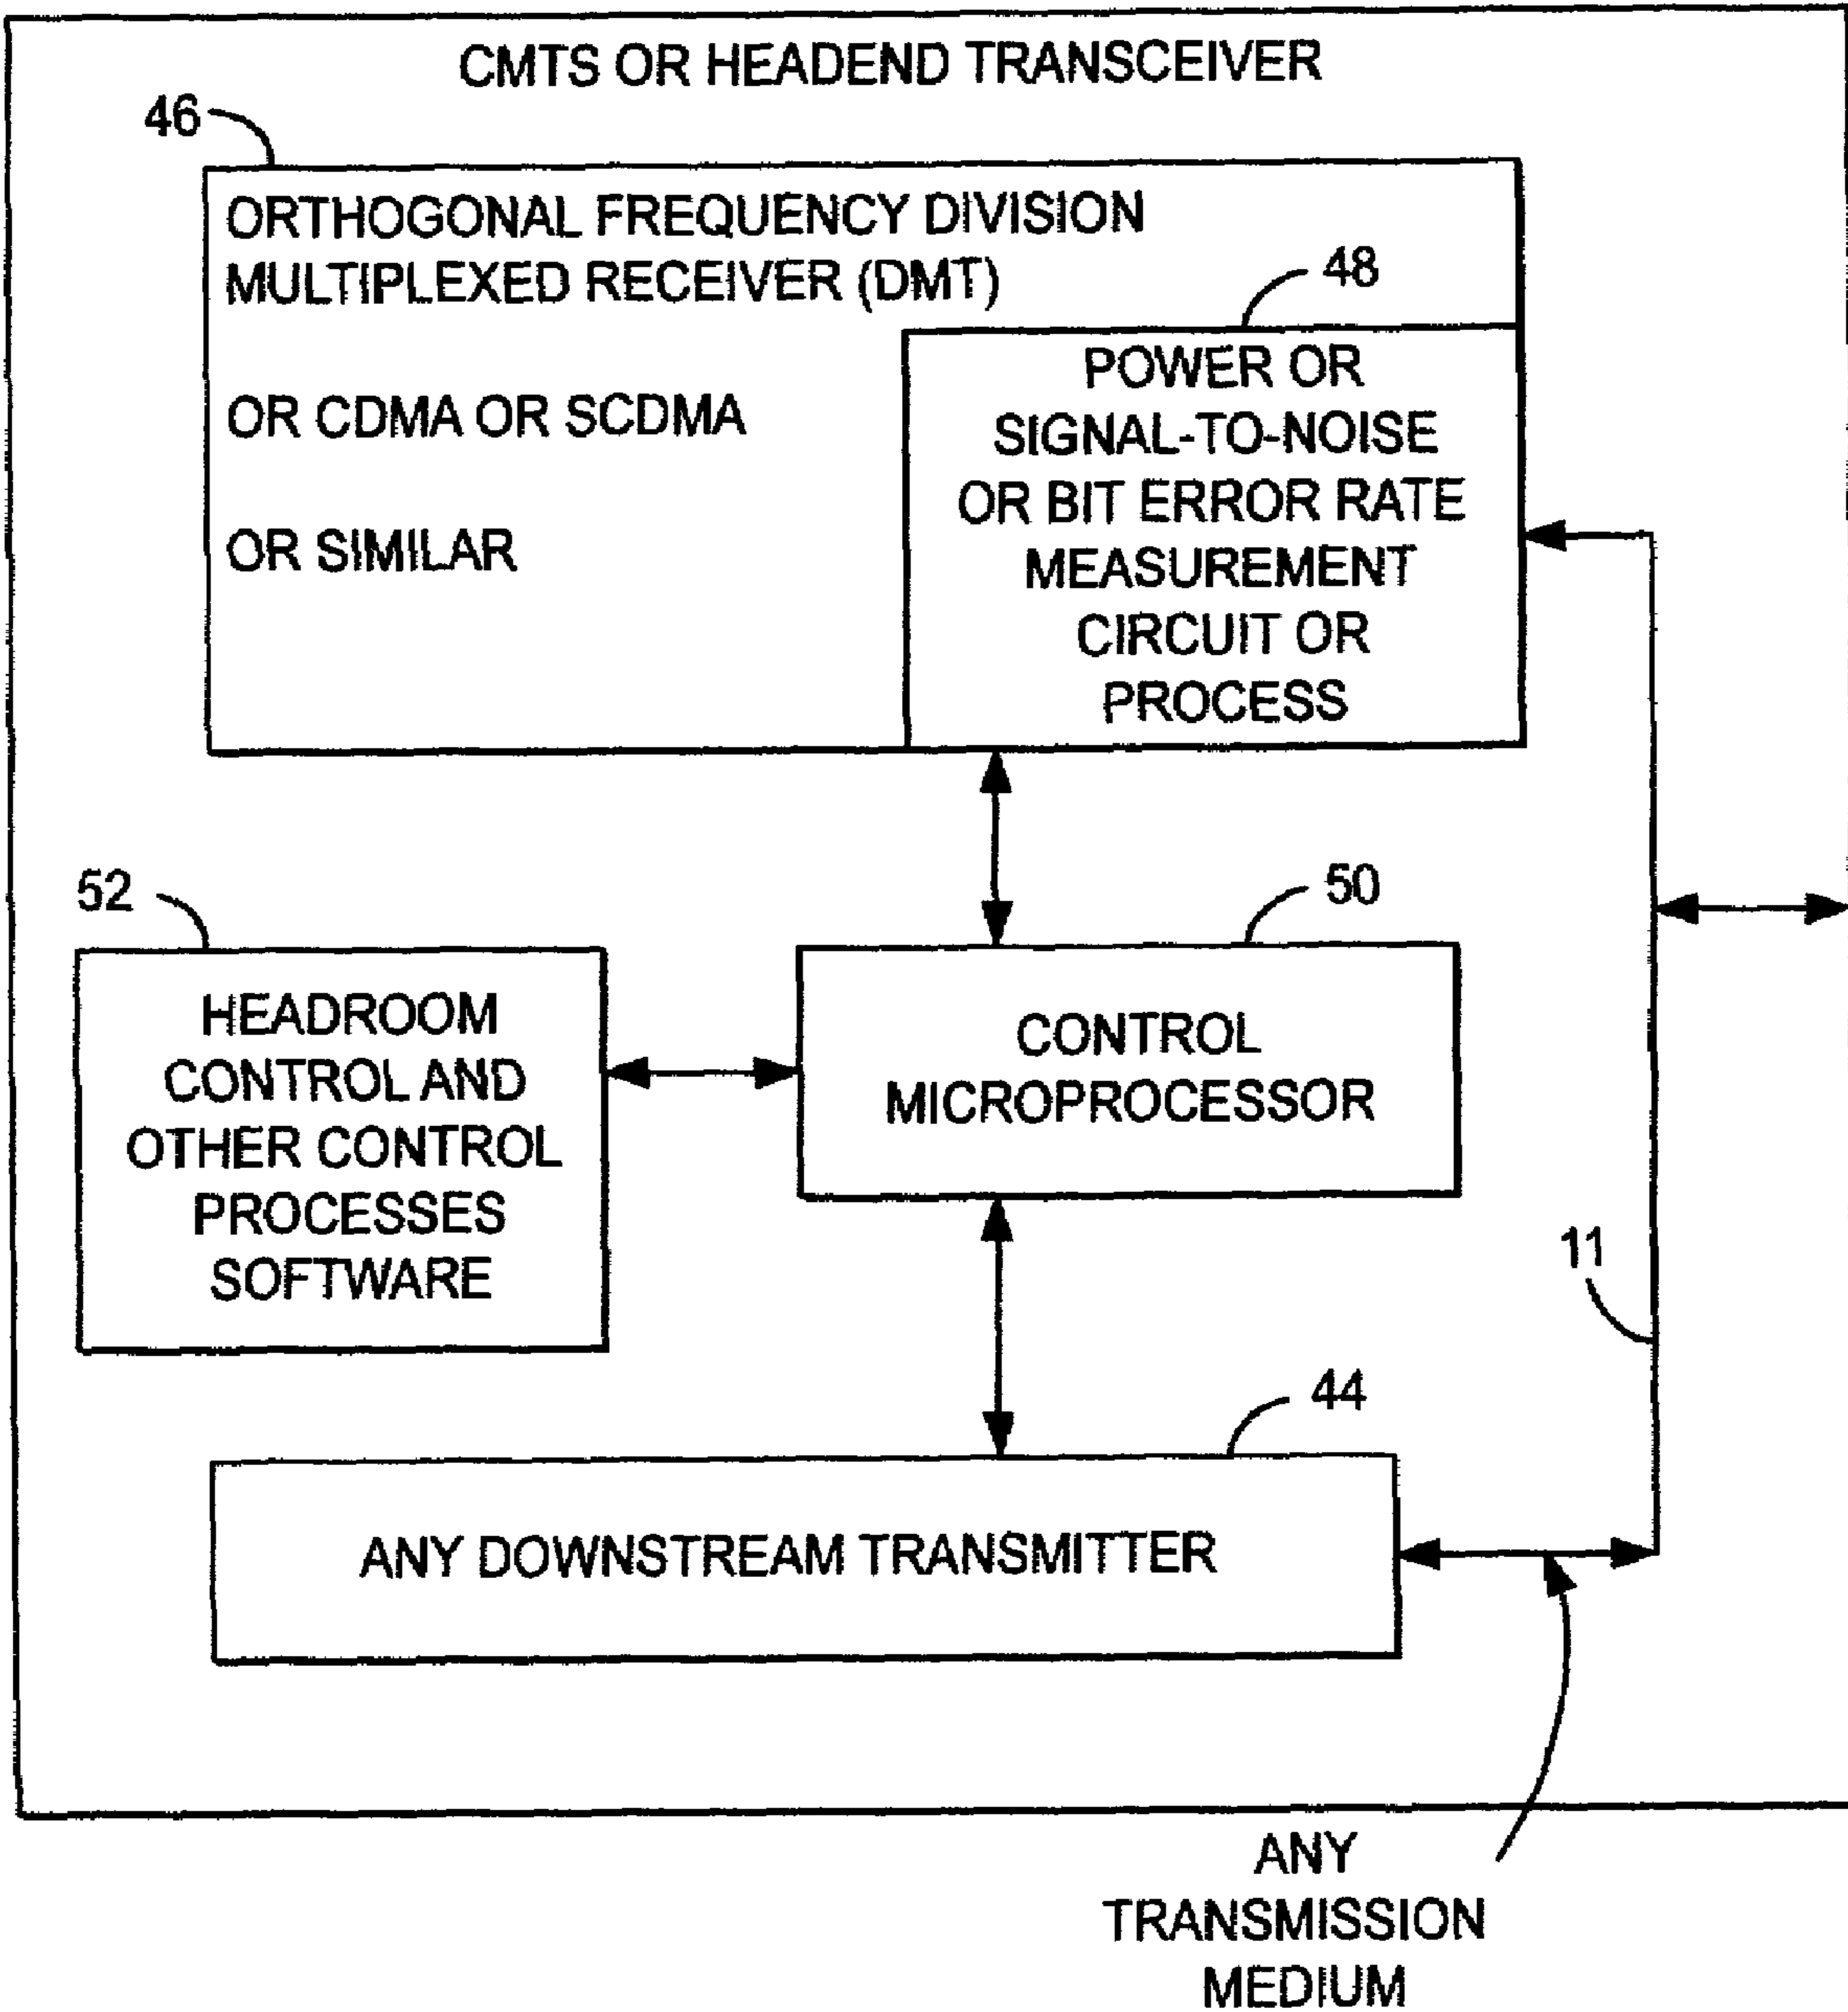 CMTS OR HEADEND TRANSCEIVER
46
ORTHOGONAL FREQUENCY DIVISION
MULTIPLEXED RECEIVER (DMT)
48
OR CDMA OR SCDMA
OR SIMILAR
POWER OR
SIGNAL-TO-NOISE
OR BIT ERROR RATE
MEASUREMENT
CIRCUIT OR
PROCESS
52
50
HEADROOM
CONTROL AND
OTHER CONTROL
PROCESSES
SOFTWARE
CONTROL
MICROPROCESSOR
11
44
ANY DOWNSTREAM TRANSMITTER
ANY
TRANSMISSION
MEDIUM